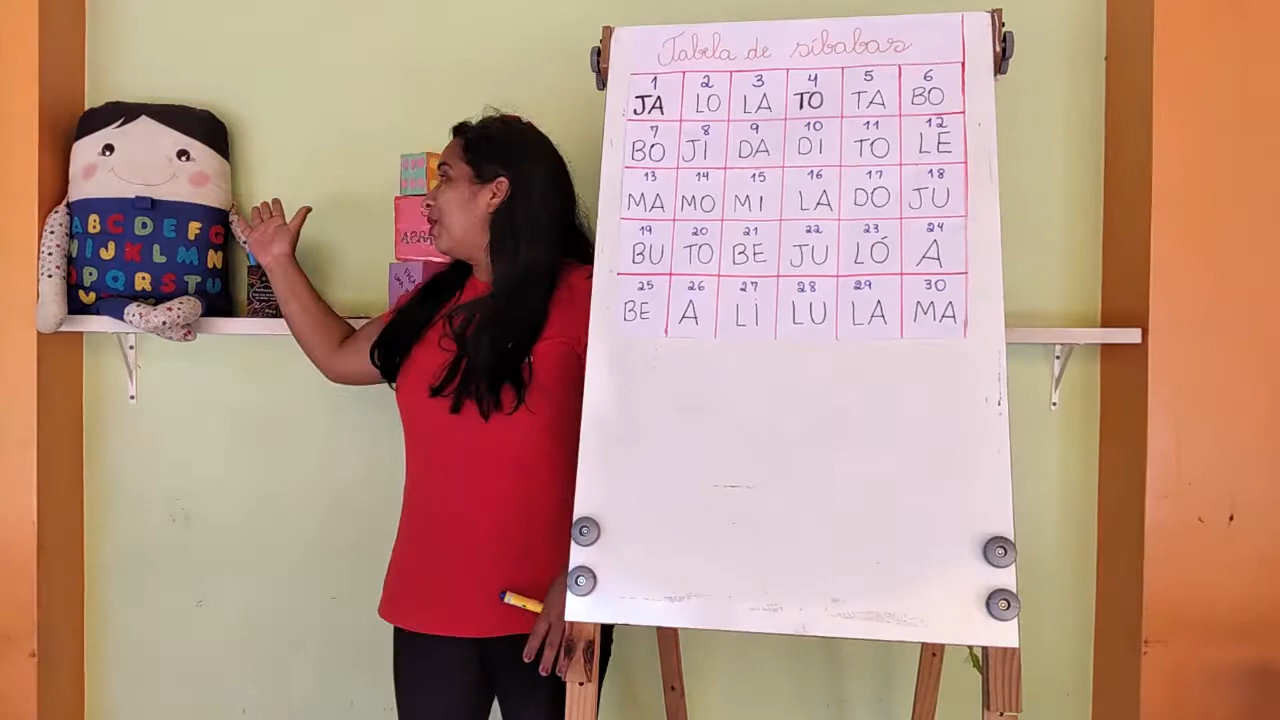 Tabela de síbabas
1 2 3 4 5 6
JA LO LA TO TA BO
7 8 9 10 11 12
BO JI DA DI TO LE
13 14 15 16 17 18
MA MO MI LA DO JU
19 20 21 22 23 24
BU TO BE JU LÓ A
25 26 27 28 29 30
BE A LI LU LA MA
A B C D E F G
H I J K L M N
P Q R S T U
V